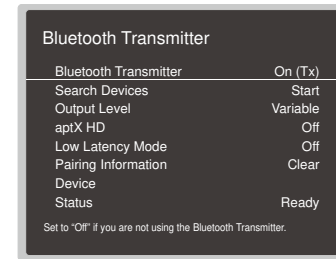 Bluetooth Transmitter
Bluetooth Transmitter On (Tx)
Search Devices Start
Output Level Variable
aptX HD Off
Low Latency Mode Off
Pairing Information Clear
Device
Status Ready
Set to “Off” if you are not using the Bluetooth Transmitter.